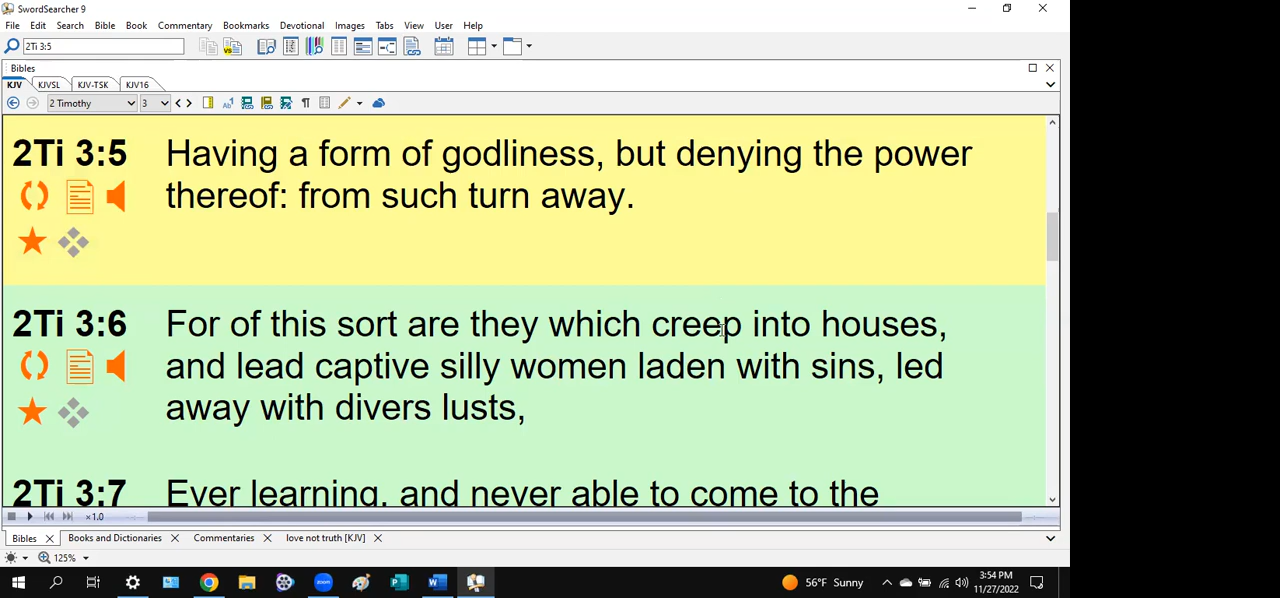 SwordSearcher 9
File Edit Search Bible Book Commentary Bookmarks Devotional Images Tabs View User Help
2Ti 3:5
Bibles
KJV KJVSL KJV-TSK KJV16
2 Timothy 3
2Ti 3:5 Having a form of godliness, but denying the power
thereof: from such turn away.
2Ti 3:6 For of this sort are they which creep into houses,
and lead captive silly women laden with sins, led
away with divers lusts,
2Ti 3:7 Ever learning, and never able to come to the
×1.0
Bibles Books and Dictionaries Commentaries love not truth [KJV]
125%
56°F Sunny 3:54 PM
11/27/2022